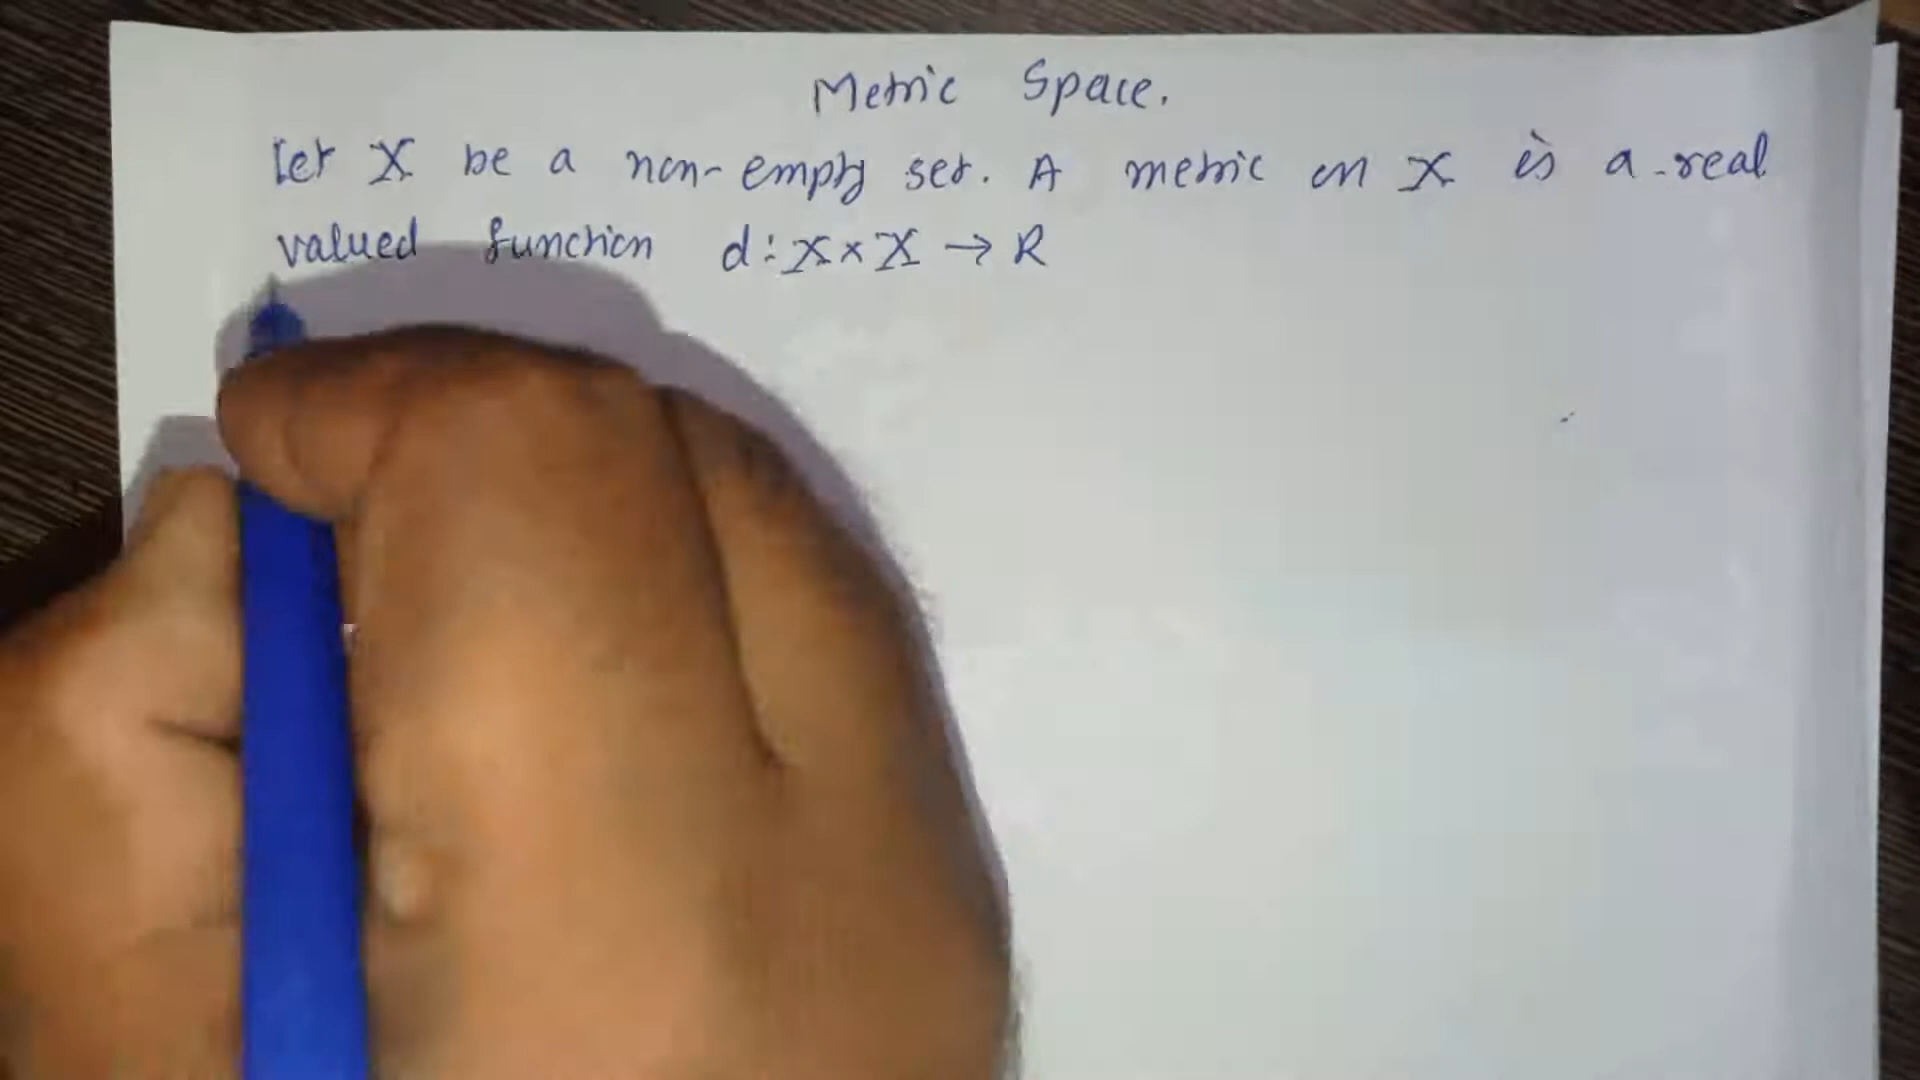 Metric Space.
Let X be a non-empty set. A metric on X is a real
valued function d : X × X → R